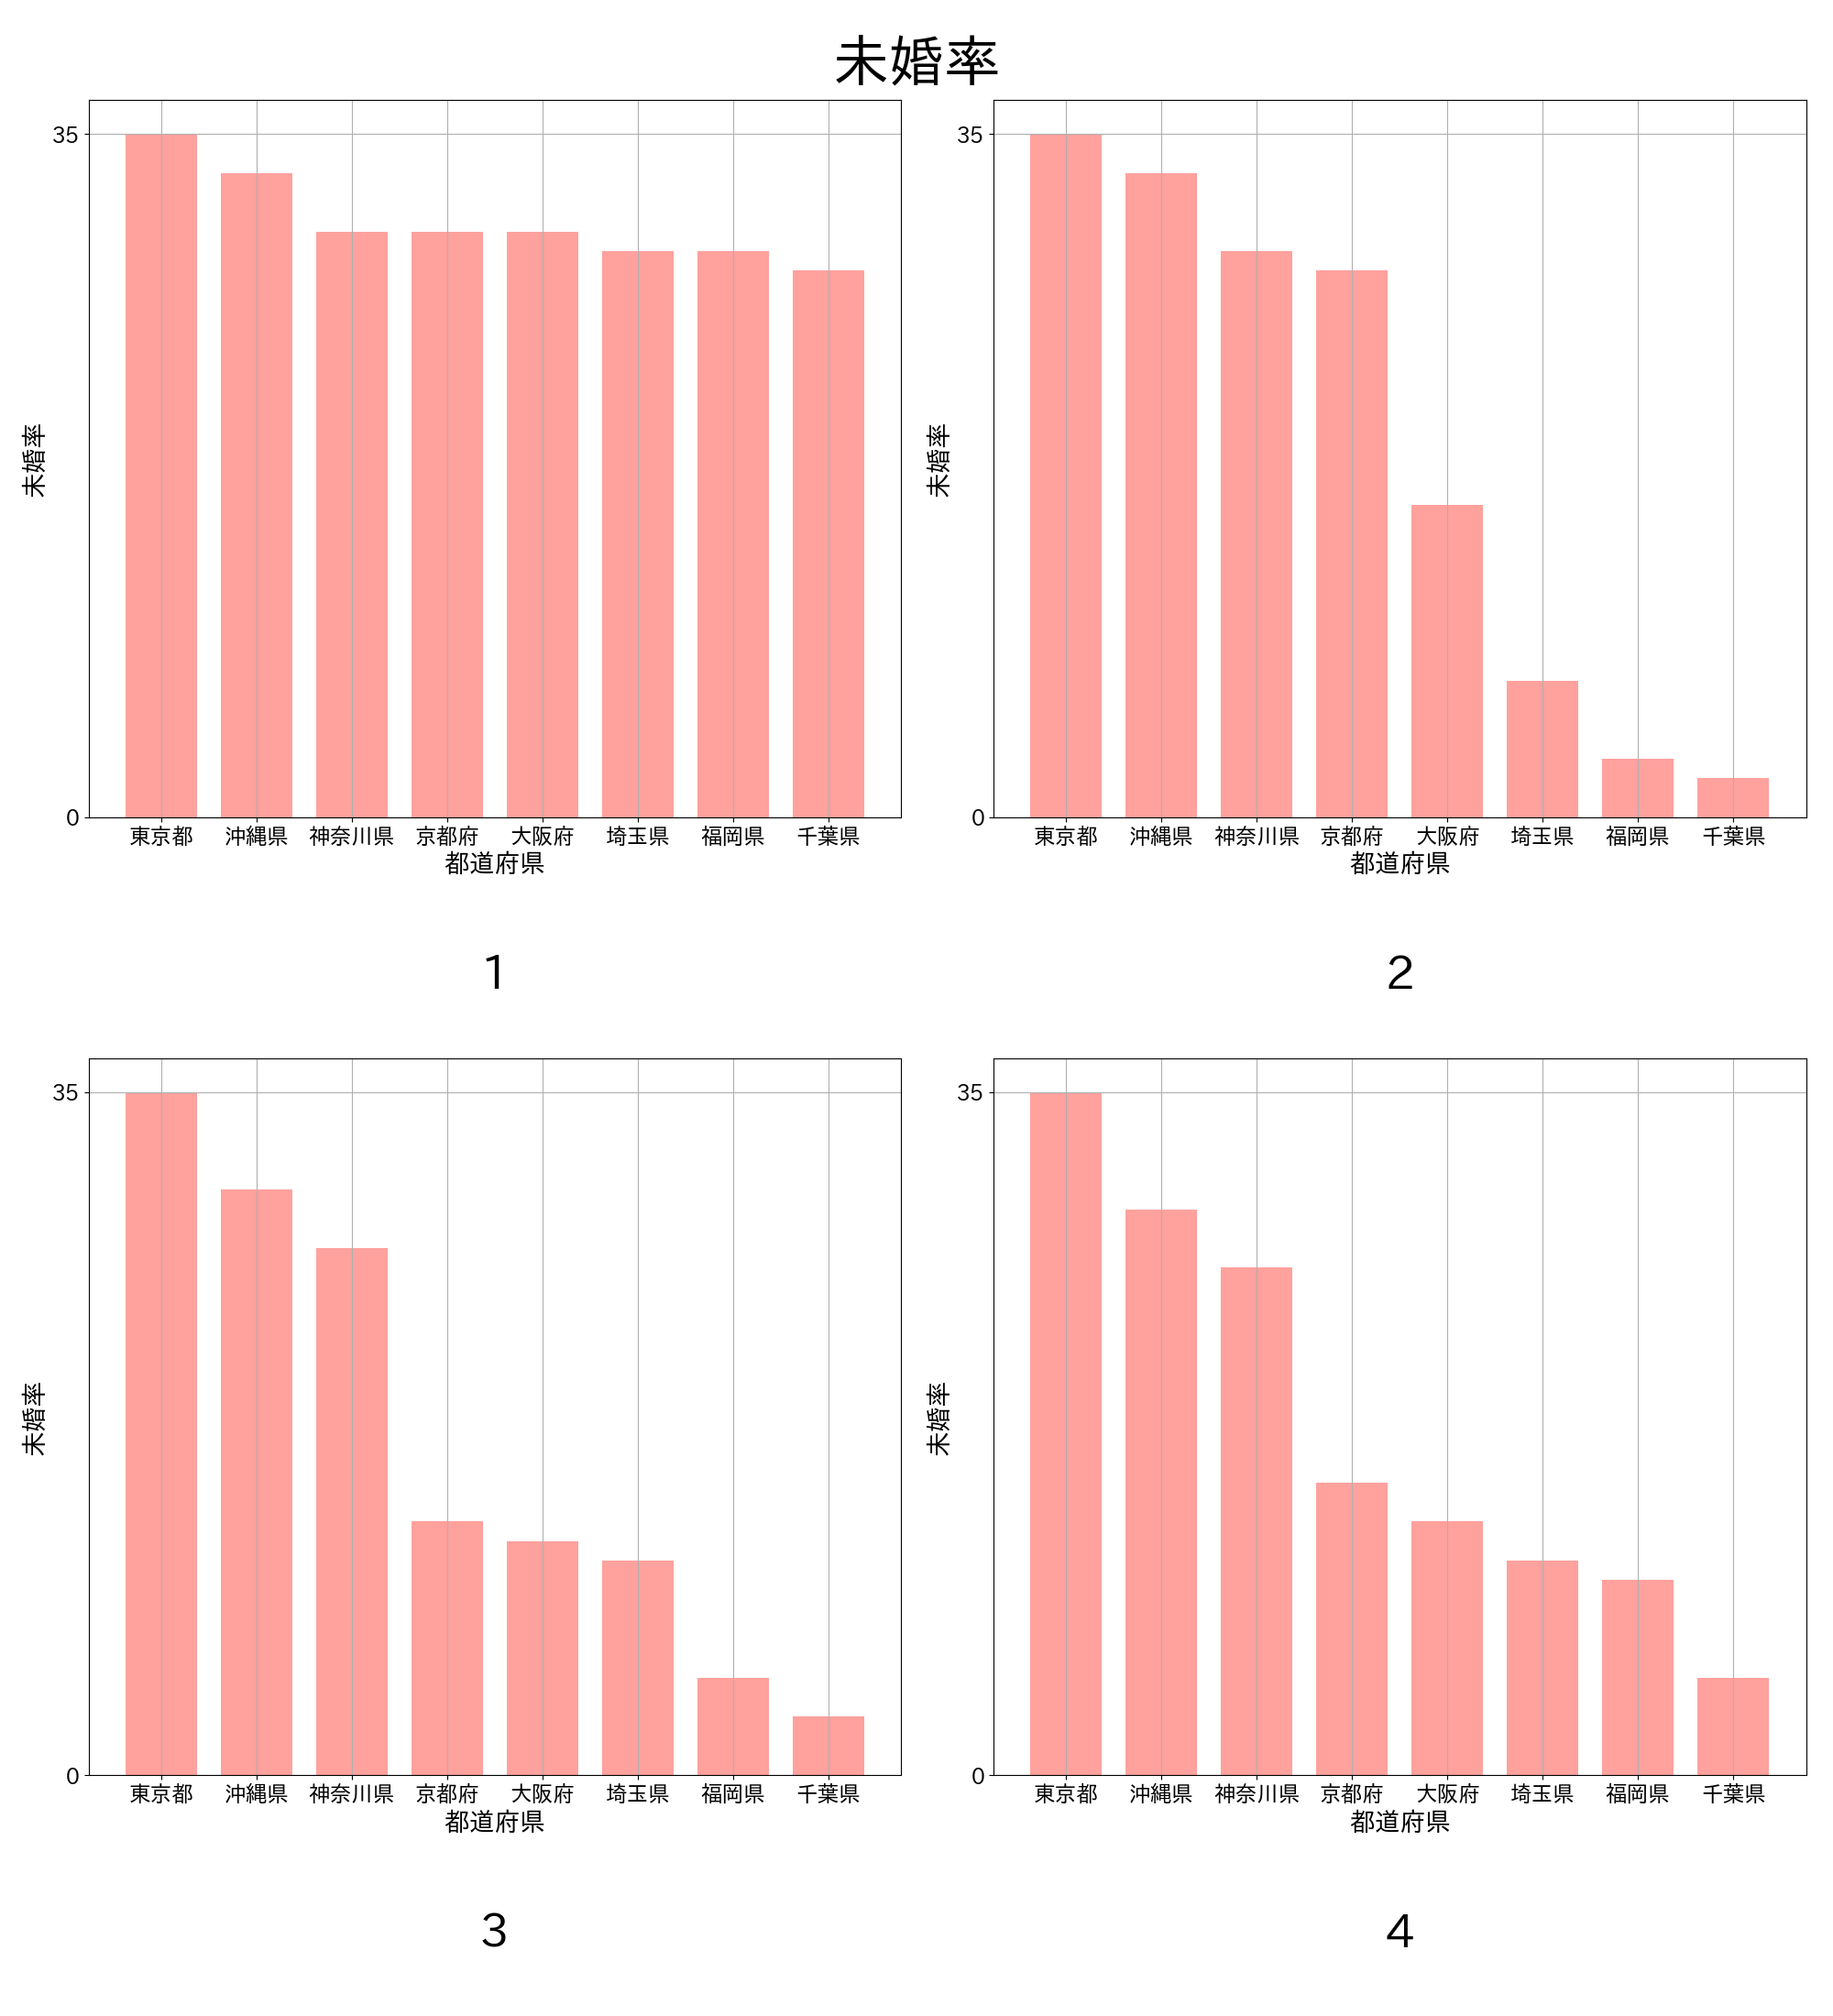 未婚率
35
0
未婚率
東京都 沖縄県 神奈川県 京都府 大阪府 埼玉県 福岡県 千葉県
都道府県
1
35
0
未婚率
東京都 沖縄県 神奈川県 京都府 大阪府 埼玉県 福岡県 千葉県
都道府県
2
35
0
未婚率
東京都 沖縄県 神奈川県 京都府 大阪府 埼玉県 福岡県 千葉県
都道府県
3
35
0
未婚率
東京都 沖縄県 神奈川県 京都府 大阪府 埼玉県 福岡県 千葉県
都道府県
4